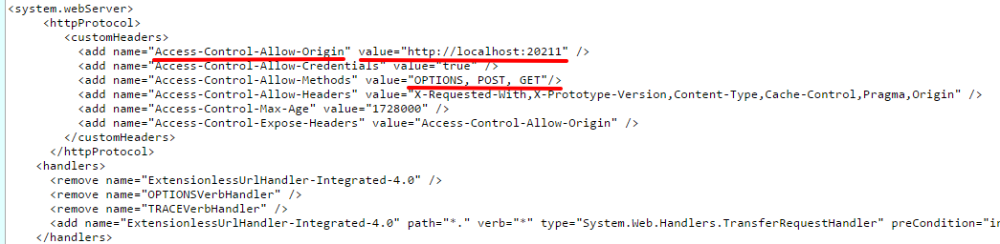 <system.webServer>
<httpProtocol>
<customHeaders>
<add name="Access-Control-Allow-Origin" value="http://localhost:20211" />
<add name="Access-Control-Allow-Credentials" value="true" />
<add name="Access-Control-Allow-Methods" value="OPTIONS, POST, GET"/>
<add name="Access-Control-Allow-Headers" value="X-Requested-With,X-Prototype-Version,Content-Type,Cache-Control,Pragma,Origin" />
<add name="Access-Control-Max-Age" value="1728000" />
<add name="Access-Control-Expose-Headers" value="Access-Control-Allow-Origin" />
</customHeaders>
</httpProtocol>
<handlers>
<remove name="ExtensionlessUrlHandler-Integrated-4.0" />
<remove name="OPTIONSVerbHandler" />
<remove name="TRACEVerbHandler" />
<add name="ExtensionlessUrlHandler-Integrated-4.0" path="*." verb="*" type="System.Web.Handlers.TransferRequestHandler" preCondition="in
</handlers>